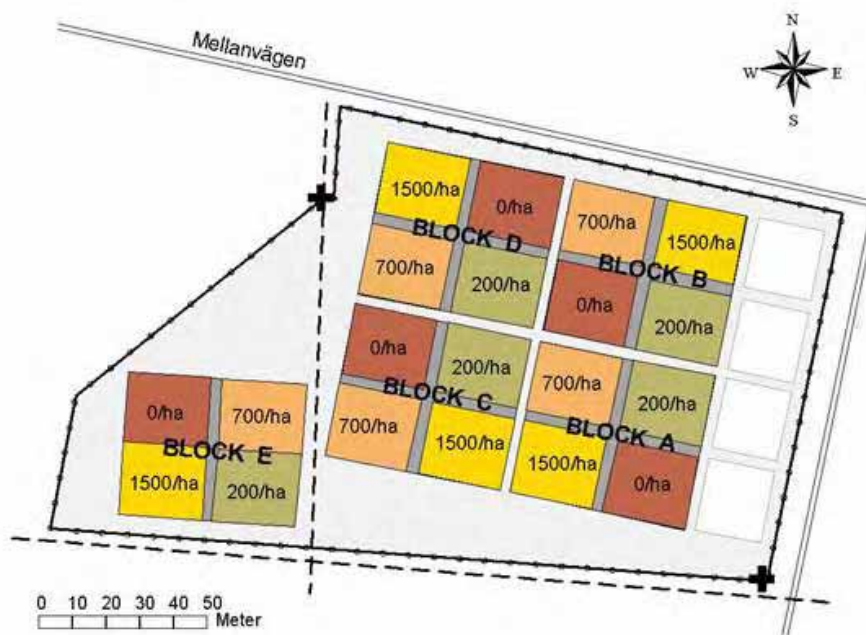 Mellanvägen
N
W E
S
1500/ha 0/ha
BLOCK D
700/ha 200/ha
700/ha 1500/ha
BLOCK B
0/ha 200/ha
0/ha 200/ha
BLOCK C
700/ha 1500/ha
700/ha 200/ha
BLOCK A
1500/ha 0/ha
0/ha 700/ha
BLOCK E
1500/ha 200/ha
0 10 20 30 40 50
Meter